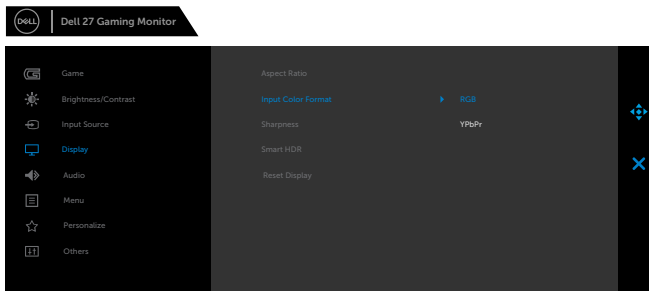 DELL
Dell 27 Gaming Monitor
Game
Aspect Ratio
Brightness/Contrast
Input Color Format
RGB
Input Source
Sharpness
YPbPr
Display
Smart HDR
Audio
Reset Display
Menu
Personalize
Others